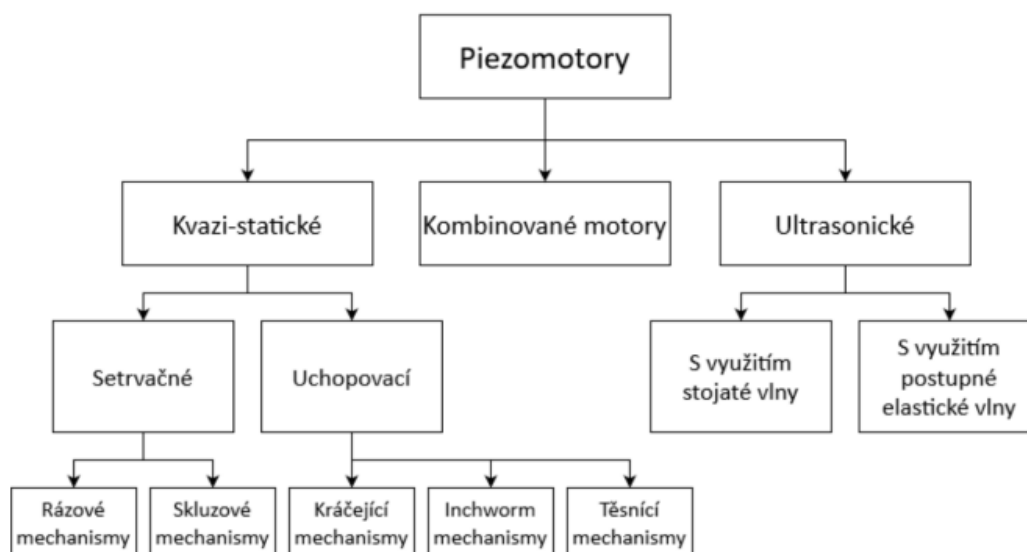 Piezomotory
Kvazi-statické
Kombinované motory
Ultrasonické
Setrvačné
Uchopovací
S využitím
stojaté vlny
S využitím
postupné
elastické vlny
Rázové
mechanismy
Skluzové
mechanismy
Kráčející
mechanismy
Inchworm
mechanismy
Těsnící
mechanismy